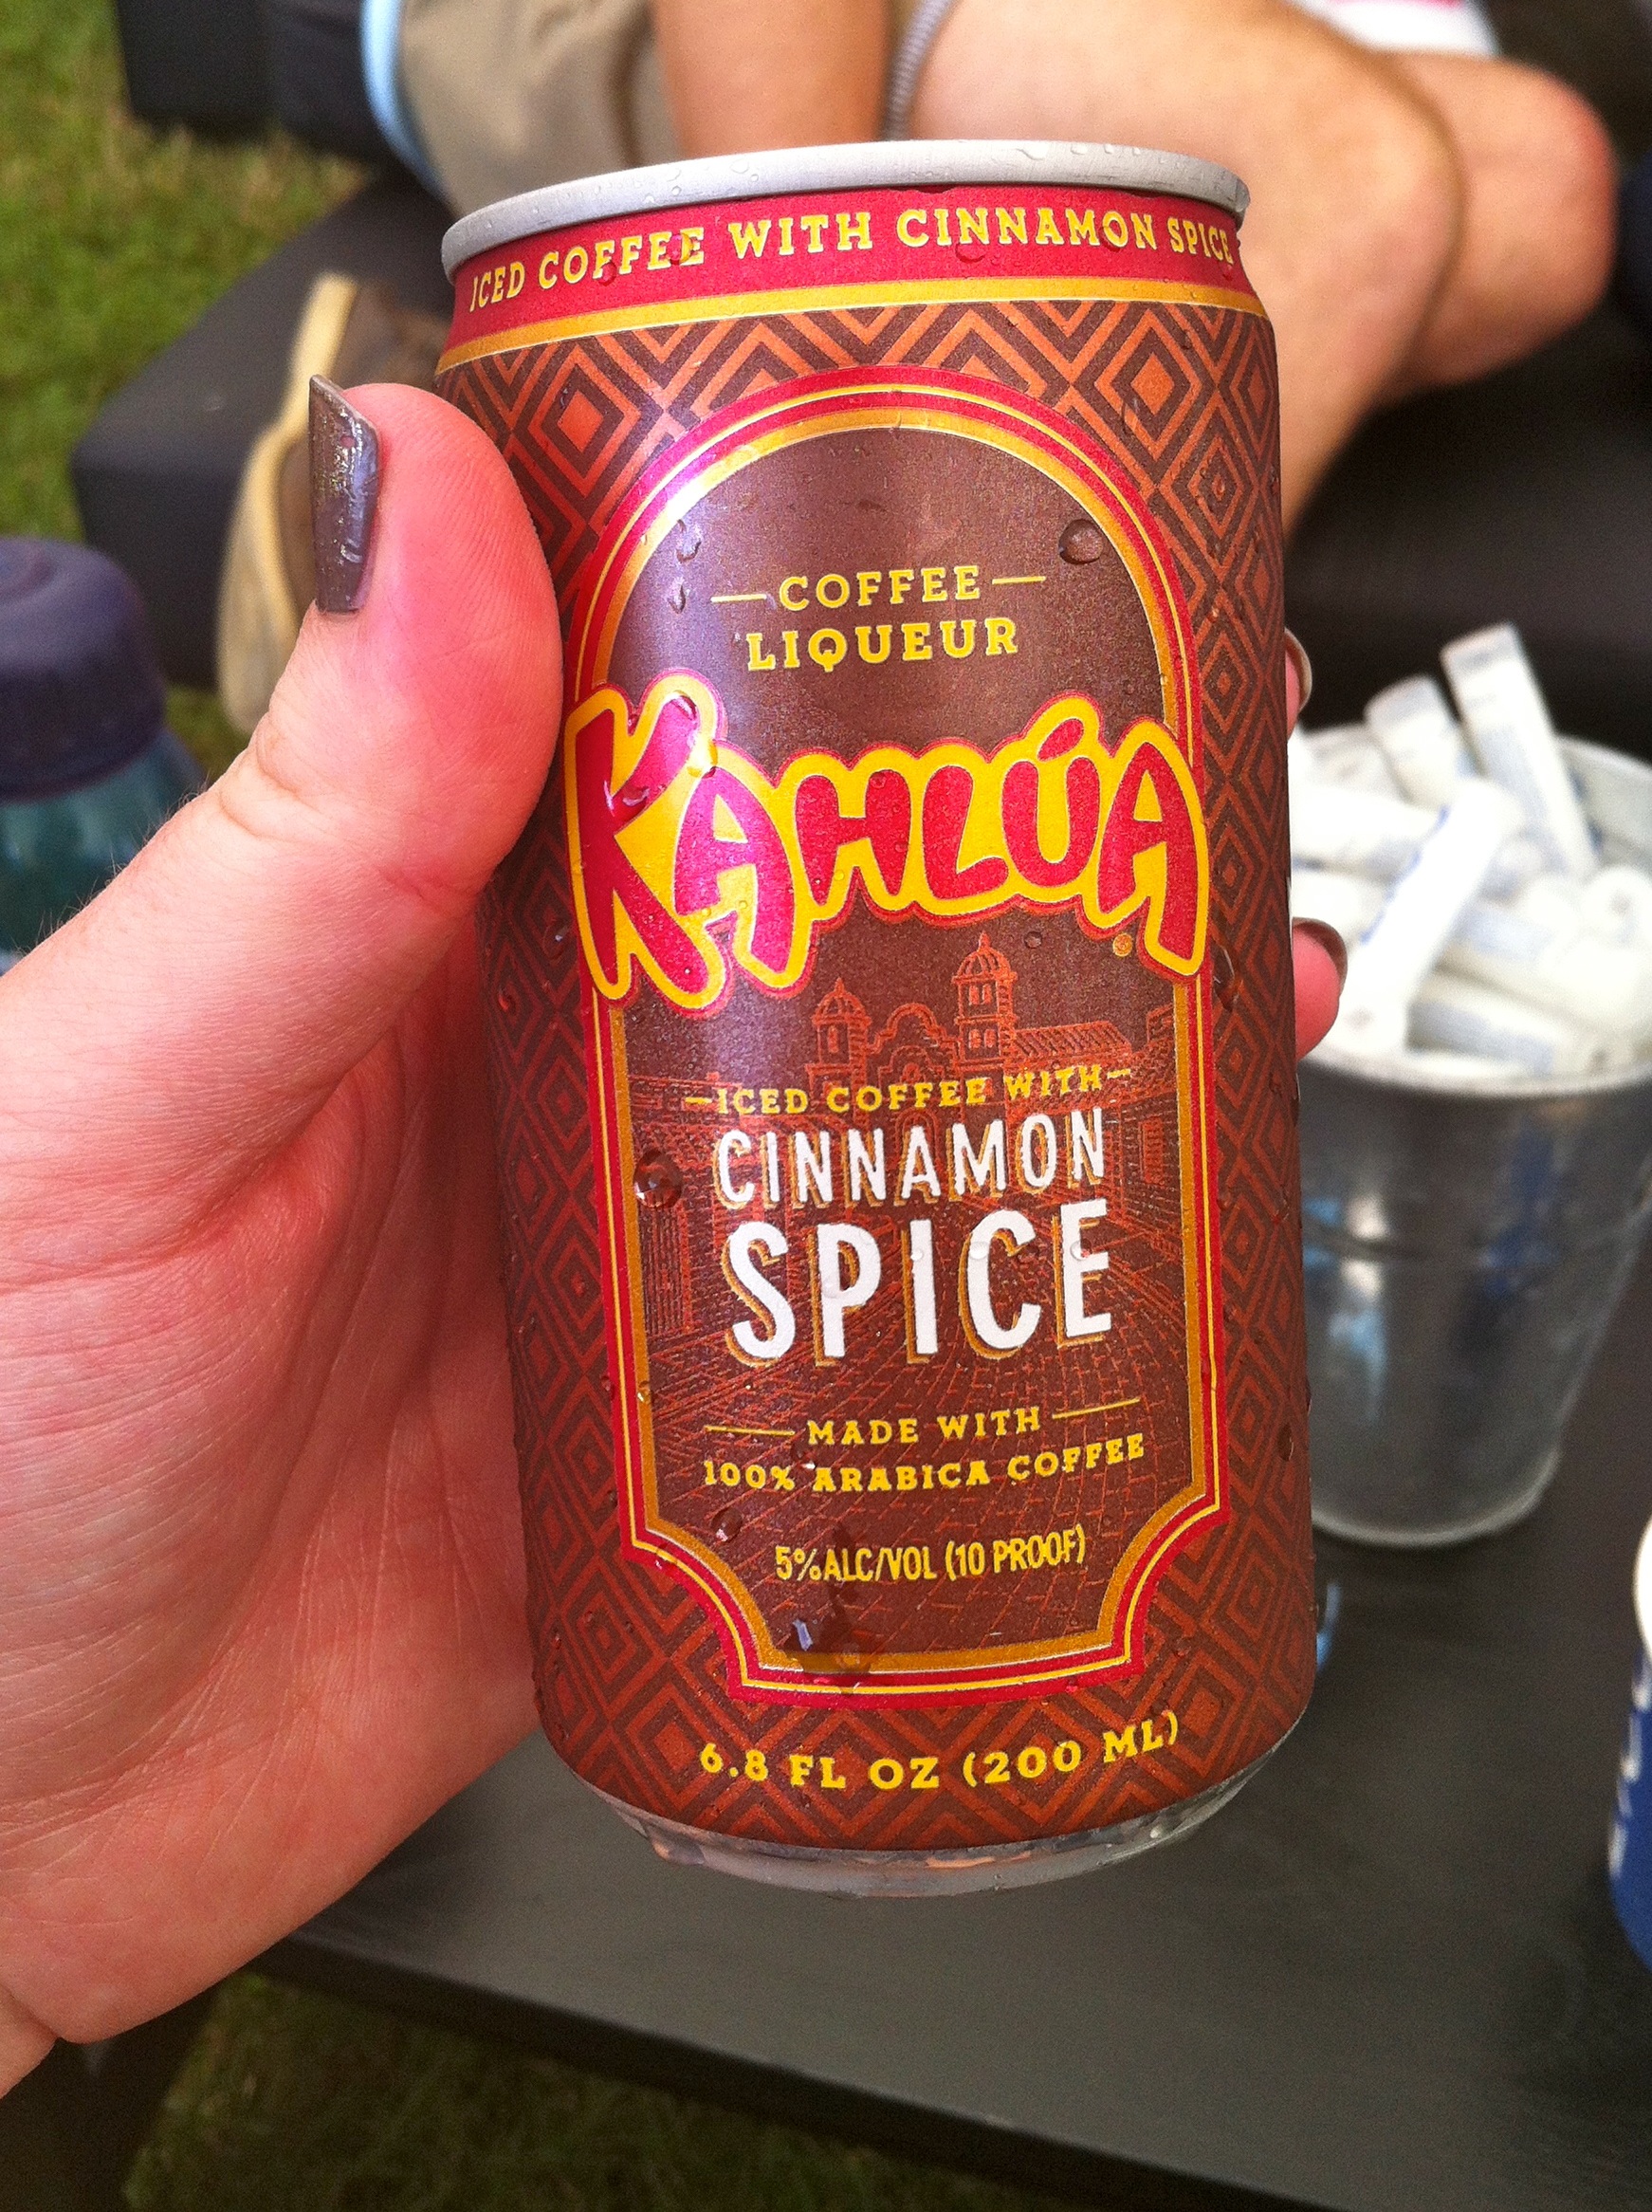 ICED COFFEE WITH CINNAMON SPICE
COFFEE
LIQUEUR
KAHLÚA
ICED COFFEE WITH
CINNAMON
SPICE
MADE WITH
100% ARABICA COFFEE
5%ALC/VOL (10 PROOF)
6.8 FL OZ (200 ML)